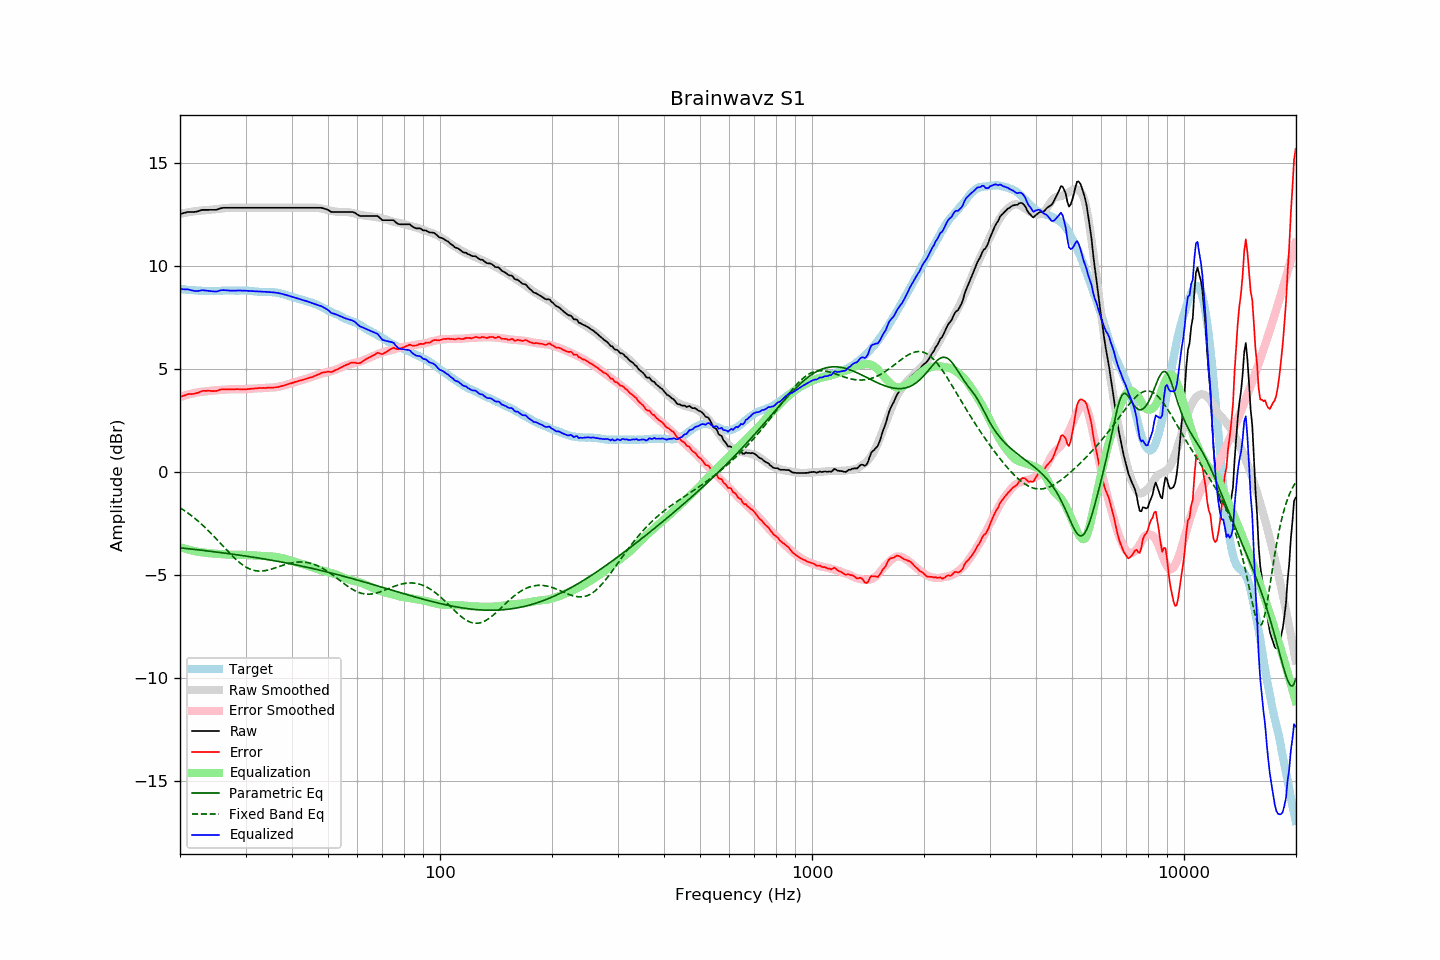 Brainwavz S1
Amplitude (dBr)
15
10
5
0
−5
−10
−15
Target
Raw Smoothed
Error Smoothed
Raw
Error
Equalization
Parametric Eq
Fixed Band Eq
Equalized
100
1000
10000
Frequency (Hz)